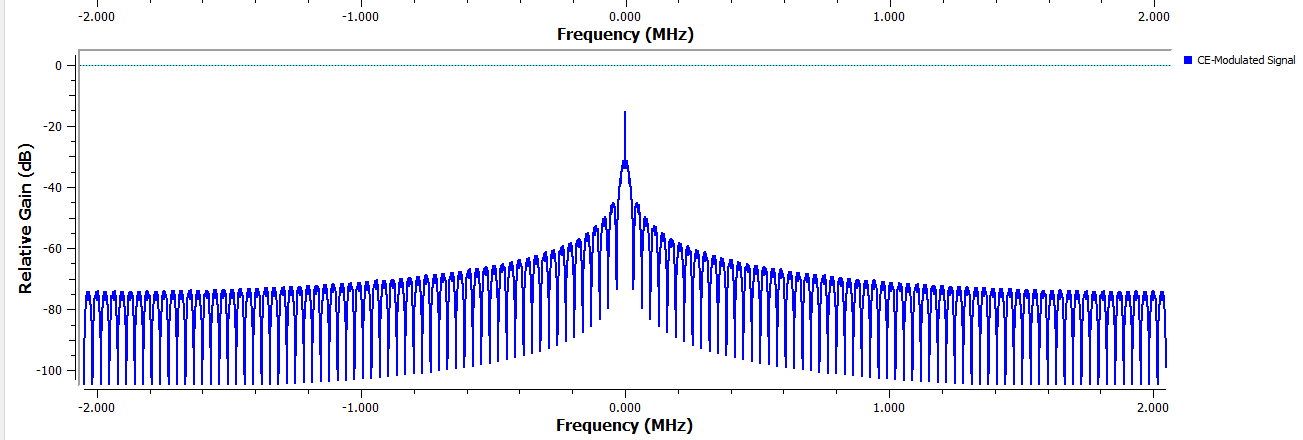 -2.000 -1.000 0.000 1.000 2.000
Frequency (MHz)
CE-Modulated Signal
0
-20
-40
-60
-80
-100
Relative Gain (dB)
-2.000 -1.000 0.000 1.000 2.000
Frequency (MHz)